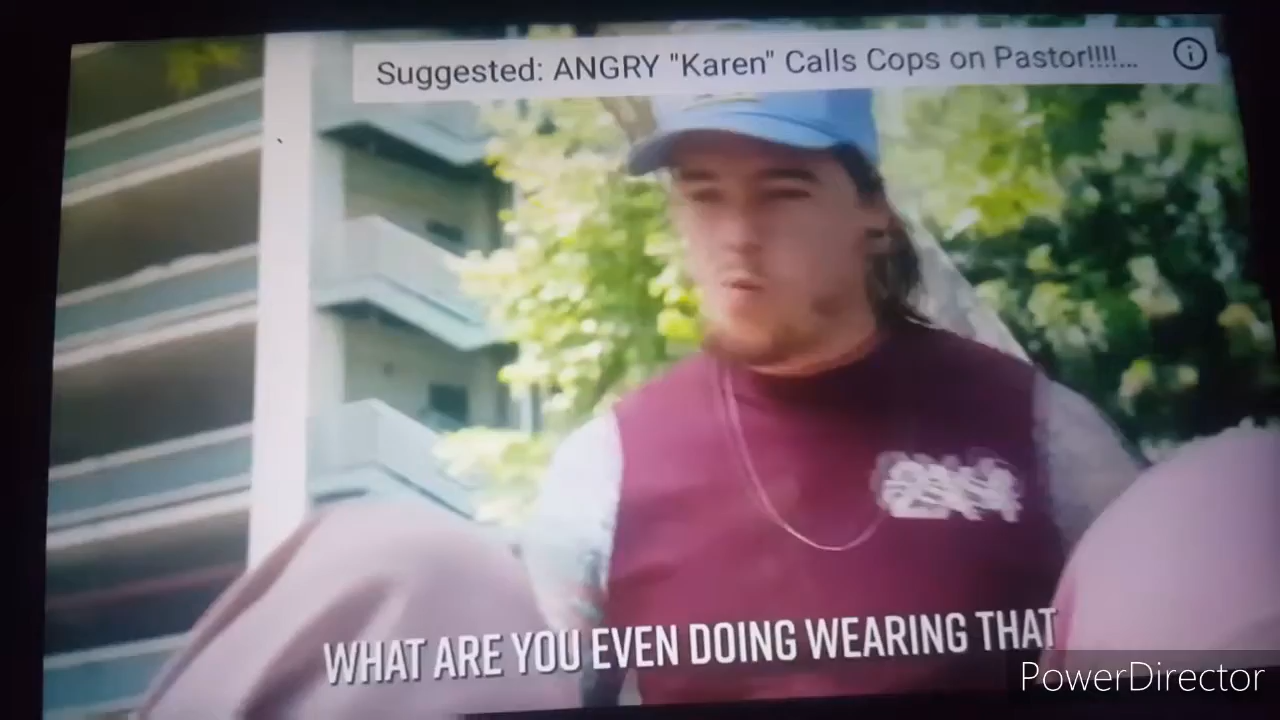 Suggested: ANGRY "Karen" Calls Cops on Pastor!!!!...
WHAT ARE YOU EVEN DOING WEARING THAT
PowerDirector